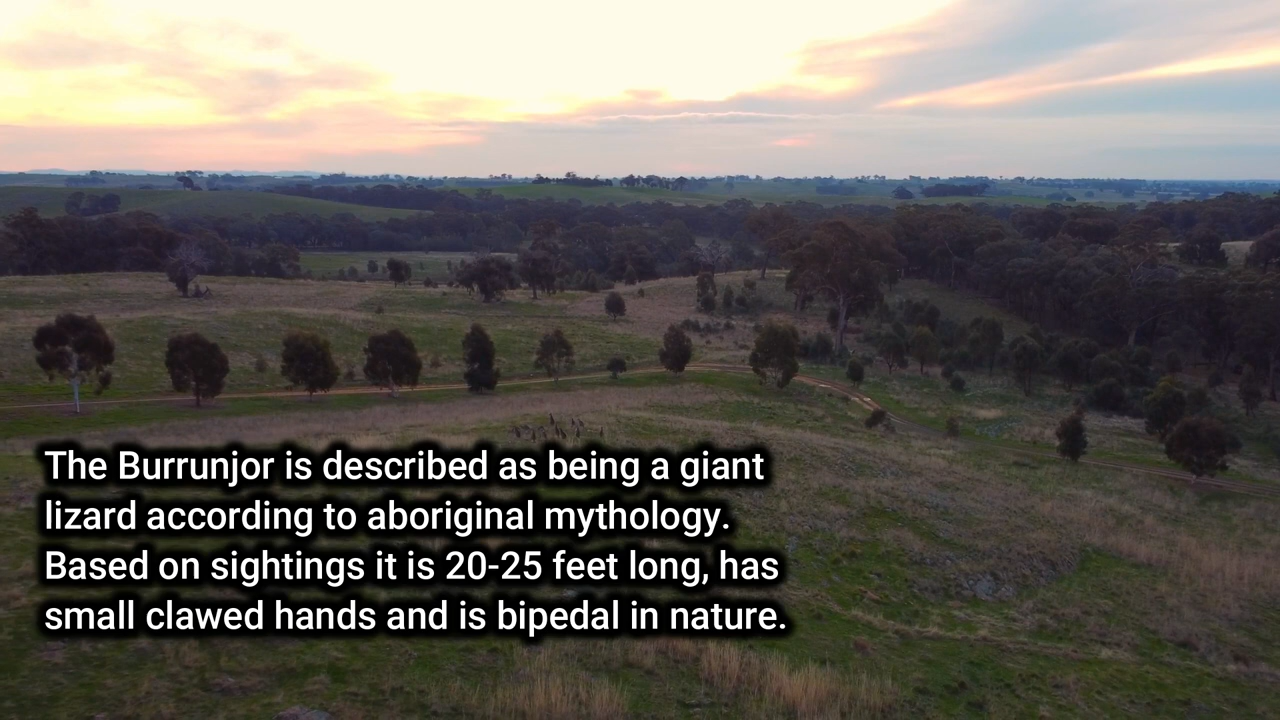 The Burrunjor is described as being a giant
lizard according to aboriginal mythology.
Based on sightings it is 20-25 feet long, has
small clawed hands and is bipedal in nature.